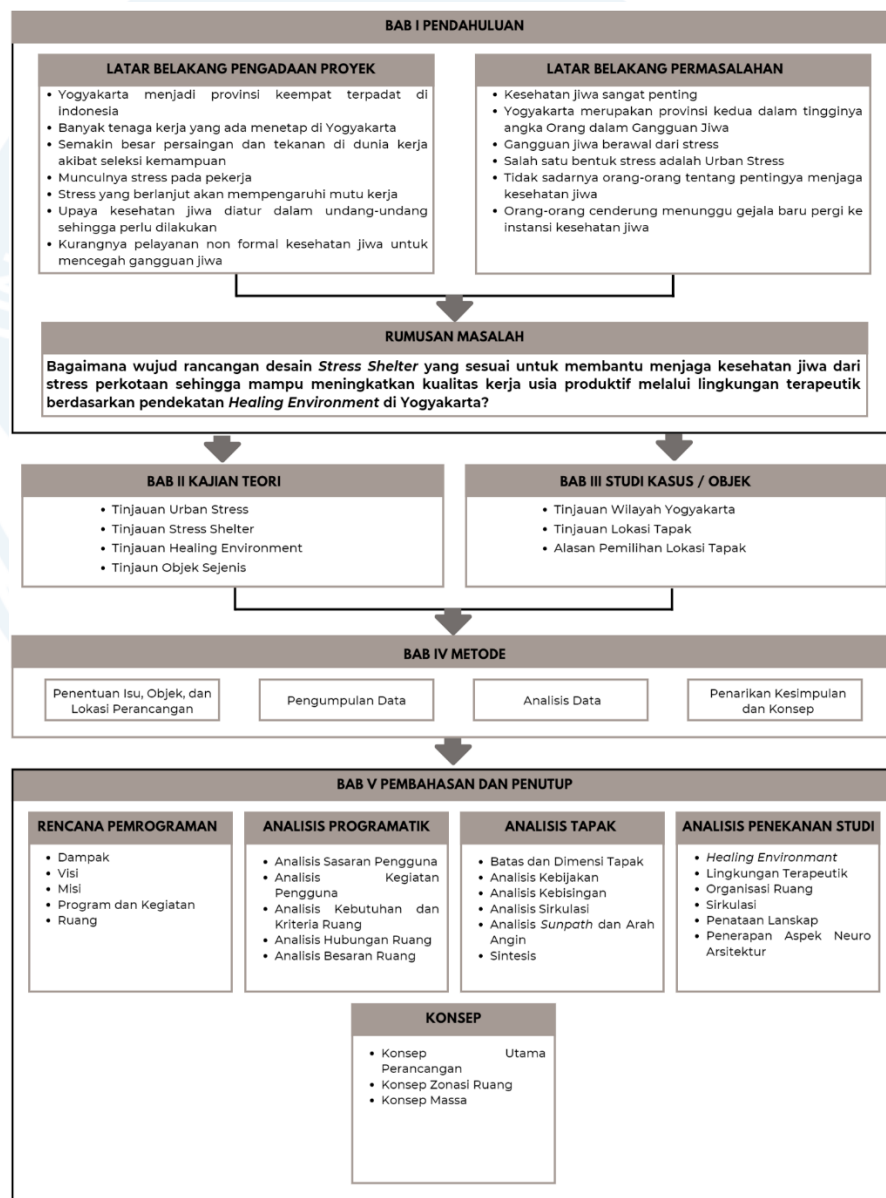 BAB I PENDAHULUAN
LATAR BELAKANG PENGADAAN PROYEK
• Yogyakarta menjadi provinsi keempat terpadat di
indonesia
• Banyak tenaga kerja yang ada menetap di Yogyakarta
• Semakin besar persaingan dan tekanan di dunia kerja
akibat seleksi kemampuan
• Munculnya stress pada pekerja
• Stress yang berlanjut akan mempengaruhi mutu kerja
• Upaya kesehatan jiwa diatur dalam undang-undang
sehingga perlu dilakukan
• Kurangnya pelayanan non formal kesehatan jiwa untuk
mencegah gangguan jiwa
LATAR BELAKANG PERMASALAHAN
• Kesehatan jiwa sangat penting
• Yogyakarta merupakan provinsi kedua dalam tingginya
angka Orang dalam Gangguan Jiwa
• Gangguan jiwa berawal dari stress
• Salah satu bentuk stress adalah Urban Stress
• Tidak sadarnya orang-orang tentang pentingya menjaga
kesehatan jiwa
• Orang-orang cenderung menunggu gejala baru pergi ke
instansi kesehatan jiwa
RUMUSAN MASALAH
Bagaimana wujud rancangan desain Stress Shelter yang sesuai untuk membantu menjaga kesehatan jiwa dari
stress perkotaan sehingga mampu meningkatkan kualitas kerja usia produktif melalui lingkungan terapeutik
berdasarkan pendekatan Healing Environment di Yogyakarta?
BAB II KAJIAN TEORI
• Tinjauan Urban Stress
• Tinjauan Stress Shelter
• Tinjauan Healing Environment
• Tinjaun Objek Sejenis
BAB III STUDI KASUS / OBJEK
• Tinjauan Wilayah Yogyakarta
• Tinjauan Lokasi Tapak
• Alasan Pemilihan Lokasi Tapak
BAB IV METODE
Penentuan Isu, Objek, dan
Lokasi Perancangan
Pengumpulan Data
Analisis Data
Penarikan Kesimpulan
dan Konsep
BAB V PEMBAHASAN DAN PENUTUP
RENCANA PEMROGRAMAN
• Dampak
• Visi
• Misi
• Program dan Kegiatan
• Ruang
ANALISIS PROGRAMATIK
• Analisis Sasaran Pengguna
• Analisis Kegiatan
Pengguna
• Analisis Kebutuhan dan
Kriteria Ruang
• Analisis Hubungan Ruang
• Analisis Besaran Ruang
ANALISIS TAPAK
• Batas dan Dimensi Tapak
• Analisis Kebijakan
• Analisis Kebisingan
• Analisis Sirkulasi
• Analisis Sunpath dan Arah
Angin
• Sintesis
ANALISIS PENEKANAN STUDI
• Healing Environmant
• Lingkungan Terapeutik
• Organisasi Ruang
• Sirkulasi
• Penataan Lanskap
• Penerapan Aspek Neuro
Arsitektur
KONSEP
• Konsep Utama
Perancangan
• Konsep Zonasi Ruang
• Konsep Massa